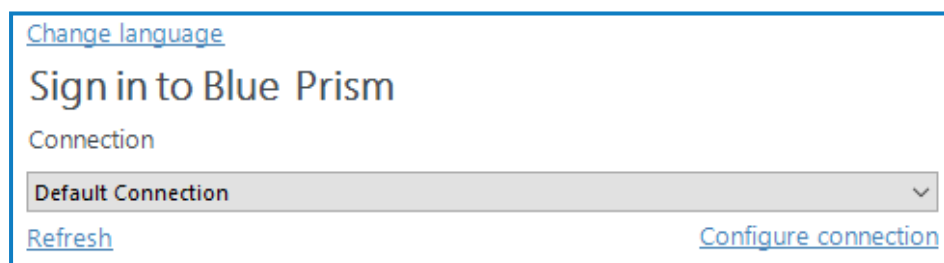 Change language
Sign in to Blue Prism
Connection
Default Connection
Refresh Configure connection